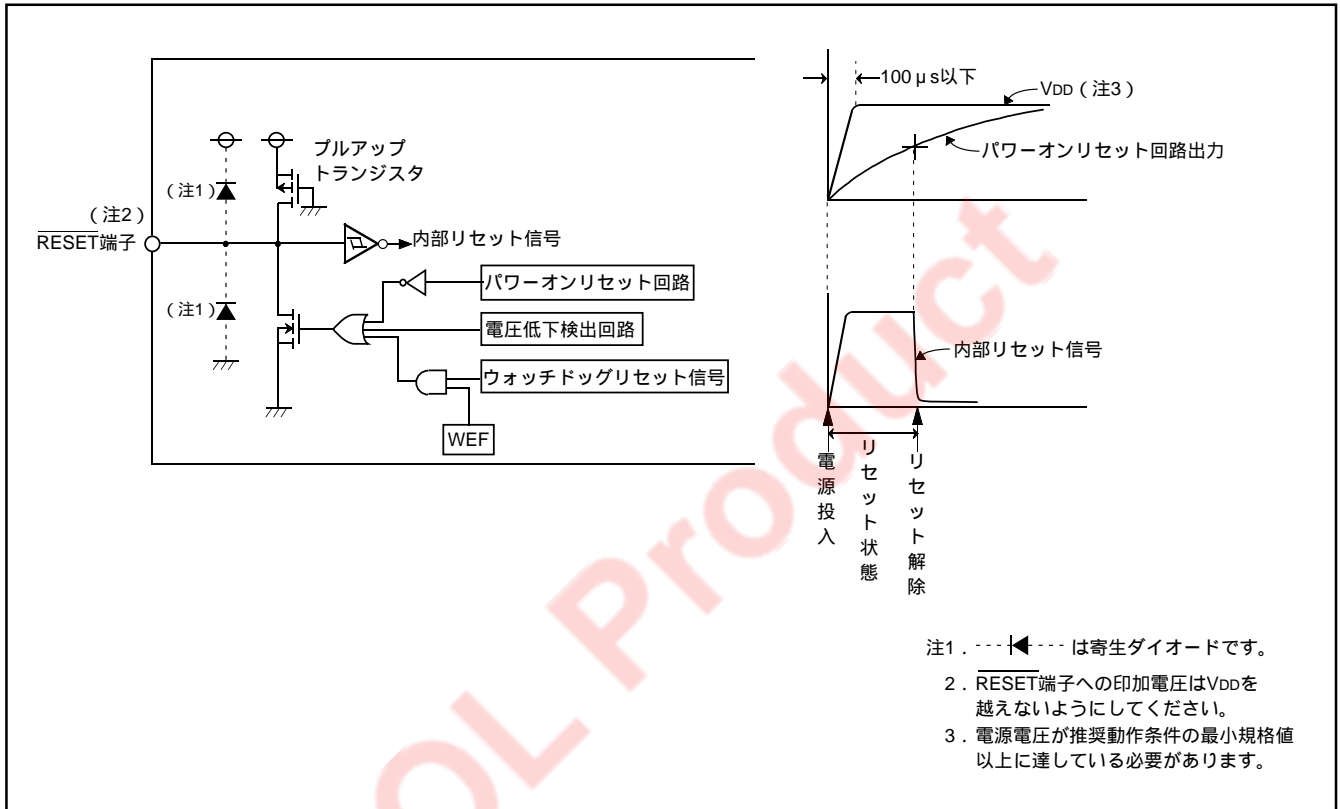 プルアップ
トランジスタ
(注1)
(注2)
RESET端子
内部リセット信号
(注1)
パワーオンリセット回路
電圧低下検出回路
ウォッチドッグリセット信号
WEF
100μs以下
VDD(注3)
パワーオンリセット回路出力
内部リセット信号
電源投入
リセット状態
リセット解除
注1. は寄生ダイオードです。
2. RESET端子への印加電圧はVDDを
越えないようにしてください。
3. 電源電圧が推奨動作条件の最小規格値
以上に達している必要があります。
OL Product